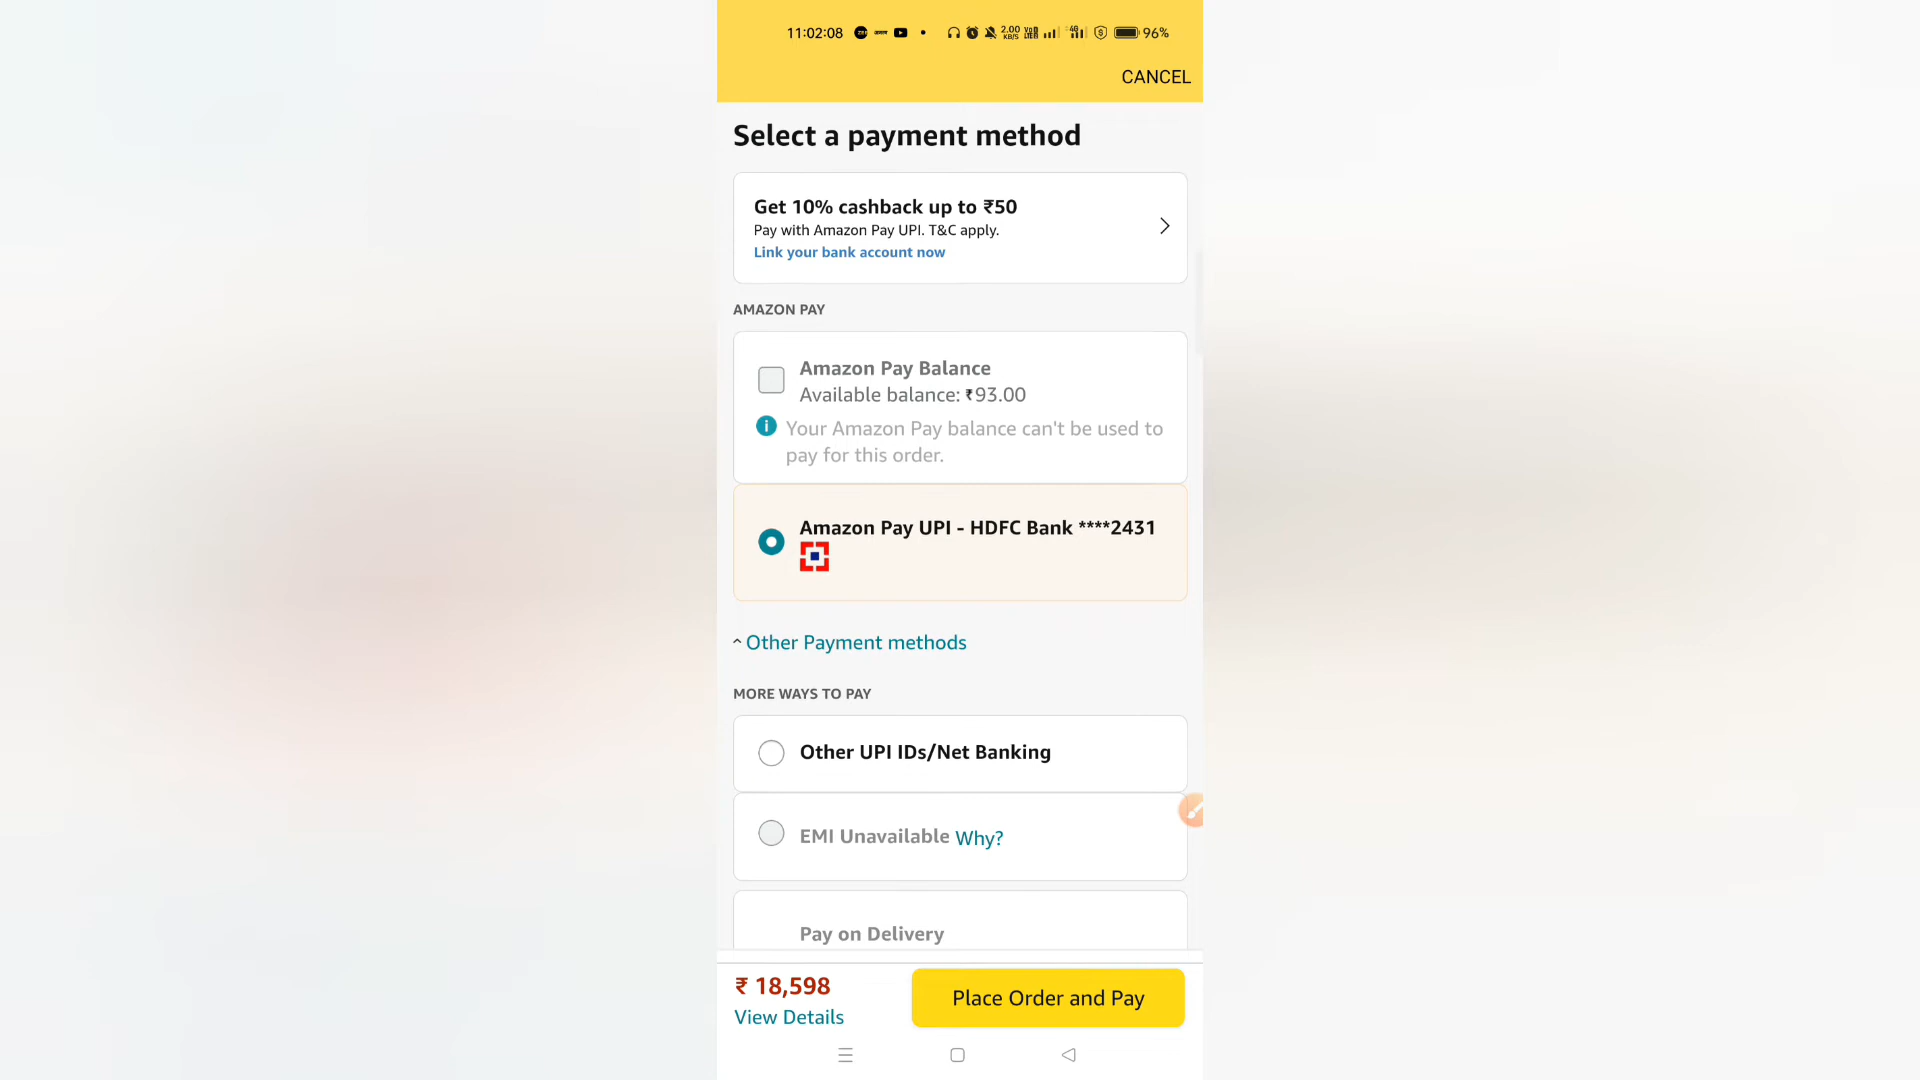 11:02:08 2.00 KB/S 4G 96%
CANCEL
Select a payment method
Get 10% cashback up to ₹50
Pay with Amazon Pay UPI. T&C apply.
Link your bank account now
AMAZON PAY
Amazon Pay Balance
Available balance: ₹93.00
Your Amazon Pay balance can't be used to
pay for this order.
Amazon Pay UPI - HDFC Bank ****2431
^ Other Payment methods
MORE WAYS TO PAY
Other UPI IDs/Net Banking
EMI Unavailable Why?
Pay on Delivery
₹ 18,598
Place Order and Pay
View Details